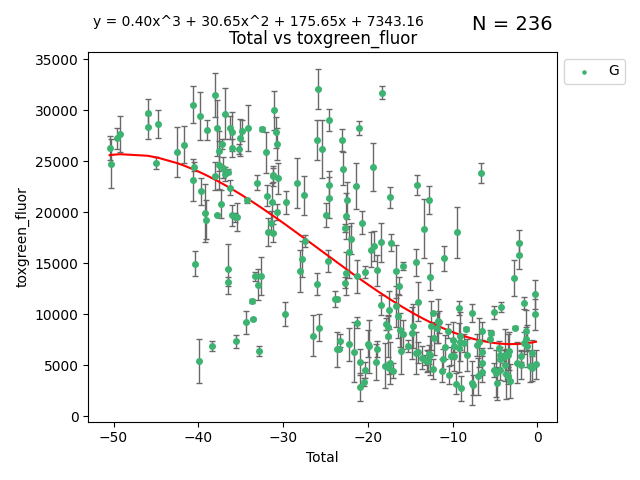 y = 0.40x^3 + 30.65x^2 + 175.65x + 7343.16
N = 236
Total vs toxgreen_fluor
G
toxgreen_fluor
35000
30000
25000
20000
15000
10000
5000
0
−50
−40
−30
−20
−10
0
Total